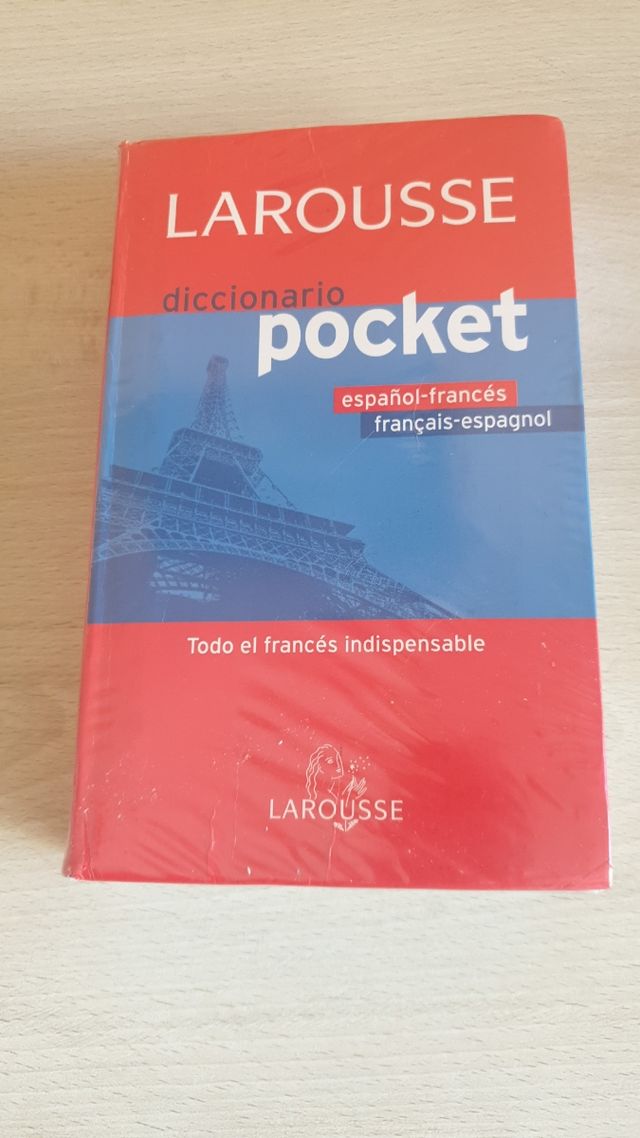 LAROUSSE
diccionario
pocket
español-francés
français-espagnol
Todo el francés indispensable
LAROUSSE